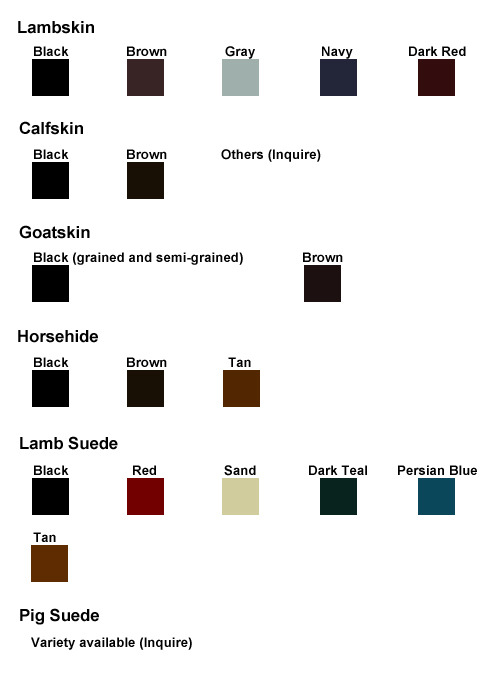 Lambskin
Black Brown Gray Navy Dark Red
Calfskin
Black Brown Others (Inquire)
Goatskin
Black (grained and semi-grained) Brown
Horsehide
Black Brown Tan
Lamb Suede
Black Red Sand Dark Teal Persian Blue
Tan
Pig Suede
Variety available (Inquire)